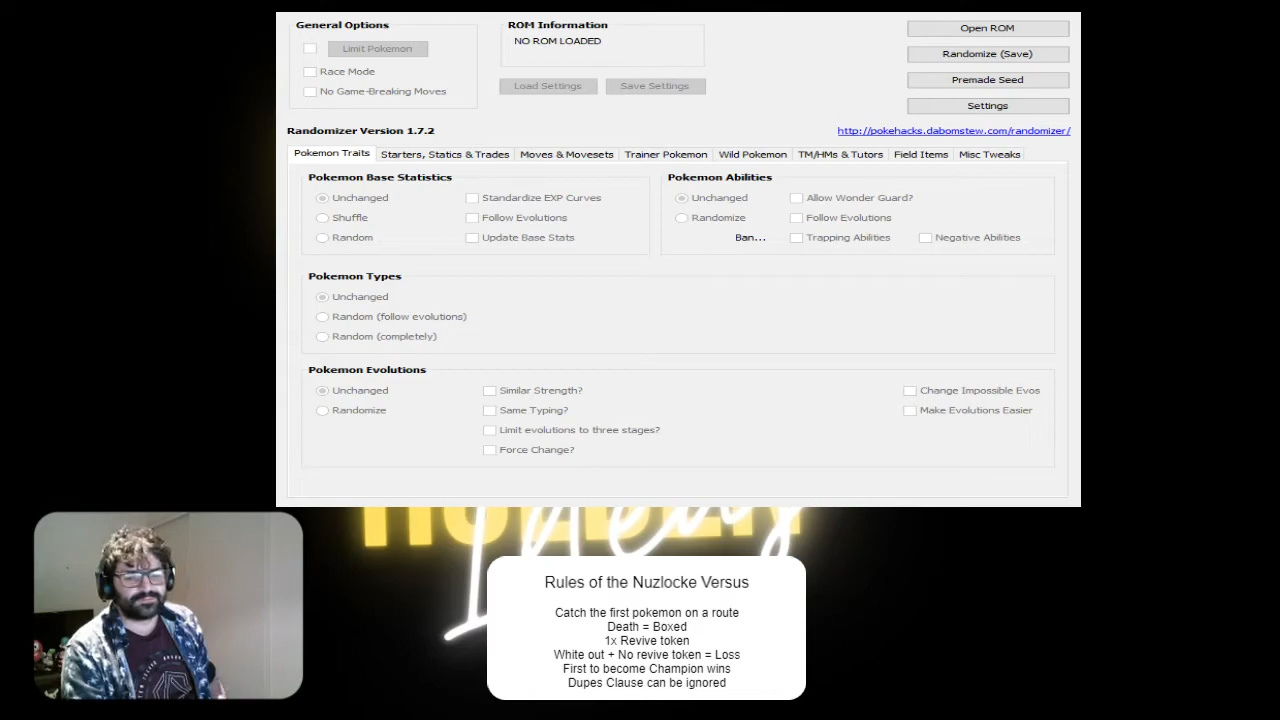 General Options
Limit Pokemon
Race Mode
No Game-Breaking Moves
ROM Information
NO ROM LOADED
Load Settings
Save Settings
Open ROM
Randomize (Save)
Premade Seed
Settings
Randomizer Version 1.7.2
http://pokehacks.dabomstew.com/randomizer/
Pokemon Traits
Starters, Statics & Trades
Moves & Movesets
Trainer Pokemon
Wild Pokemon
TM/HMs & Tutors
Field Items
Misc Tweaks
Pokemon Base Statistics
Unchanged
Standardize EXP Curves
Shuffle
Follow Evolutions
Random
Update Base Stats
Pokemon Abilities
Unchanged
Allow Wonder Guard?
Randomize
Follow Evolutions
Ban...
Trapping Abilities
Negative Abilities
Pokemon Types
Unchanged
Random (follow evolutions)
Random (completely)
Pokemon Evolutions
Unchanged
Similar Strength?
Change Impossible Evos
Randomize
Same Typing?
Make Evolutions Easier
Limit evolutions to three stages?
Force Change?
Rules of the Nuzlocke Versus
Catch the first pokemon on a route
Death = Boxed
1x Revive token
White out + No revive token = Loss
First to become Champion wins
Dupes Clause can be ignored